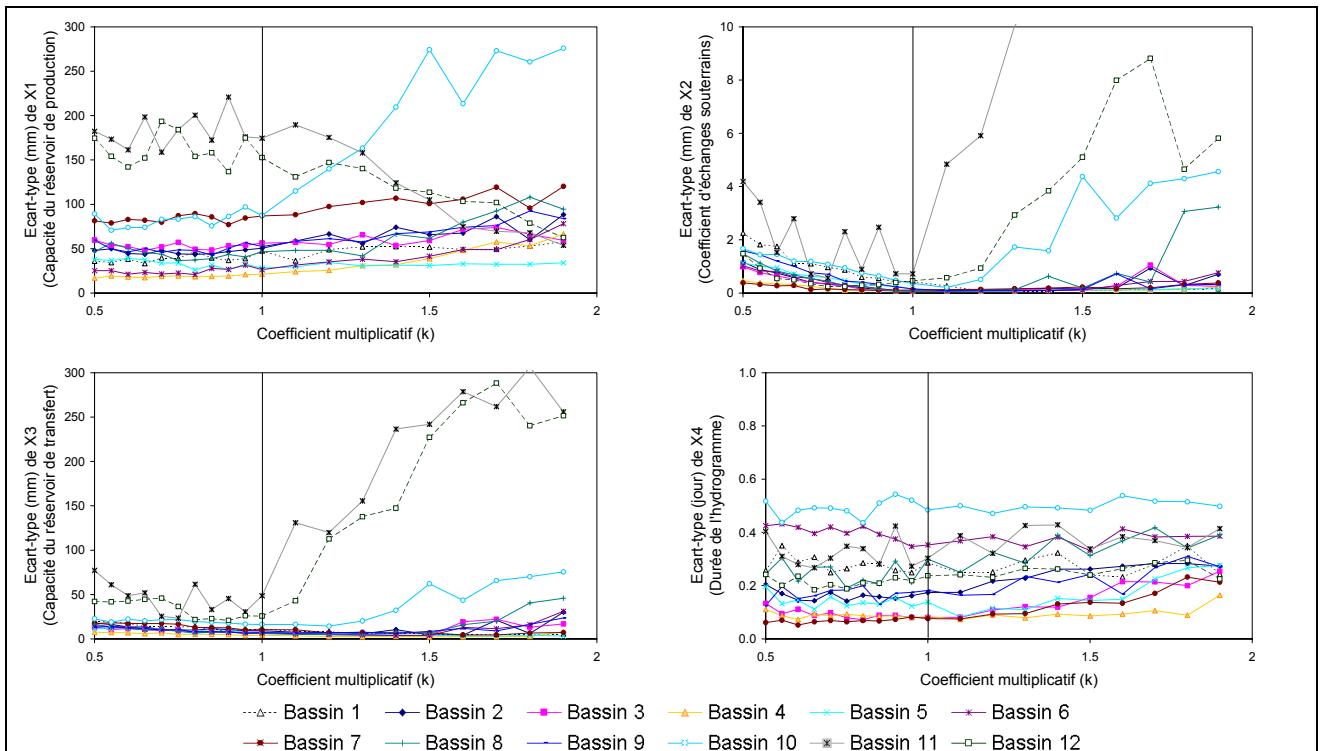 Ecart-type (mm) de X1
(Capacité du réservoir de production)
300
250
200
150
100
50
0
0.5
1
1.5
2
Coefficient multiplicatif (k)
Ecart-type (mm) de X2
(Coefficient d'échanges souterrains)
10
8
6
4
2
0
0.5
1
1.5
2
Coefficient multiplicatif (k)
Ecart-type (mm) de X3
(Capacité du réservoir de transfert)
300
250
200
150
100
50
0
0.5
1
1.5
2
Coefficient multiplicatif (k)
Ecart-type (jour) de X4
(Durée de l'hydrogramme)
1.0
0.8
0.6
0.4
0.2
0.0
0.5
1
1.5
2
Coefficient multiplicatif (k)
Bassin 1
Bassin 2
Bassin 3
Bassin 4
Bassin 5
Bassin 6
Bassin 7
Bassin 8
Bassin 9
Bassin 10
Bassin 11
Bassin 12